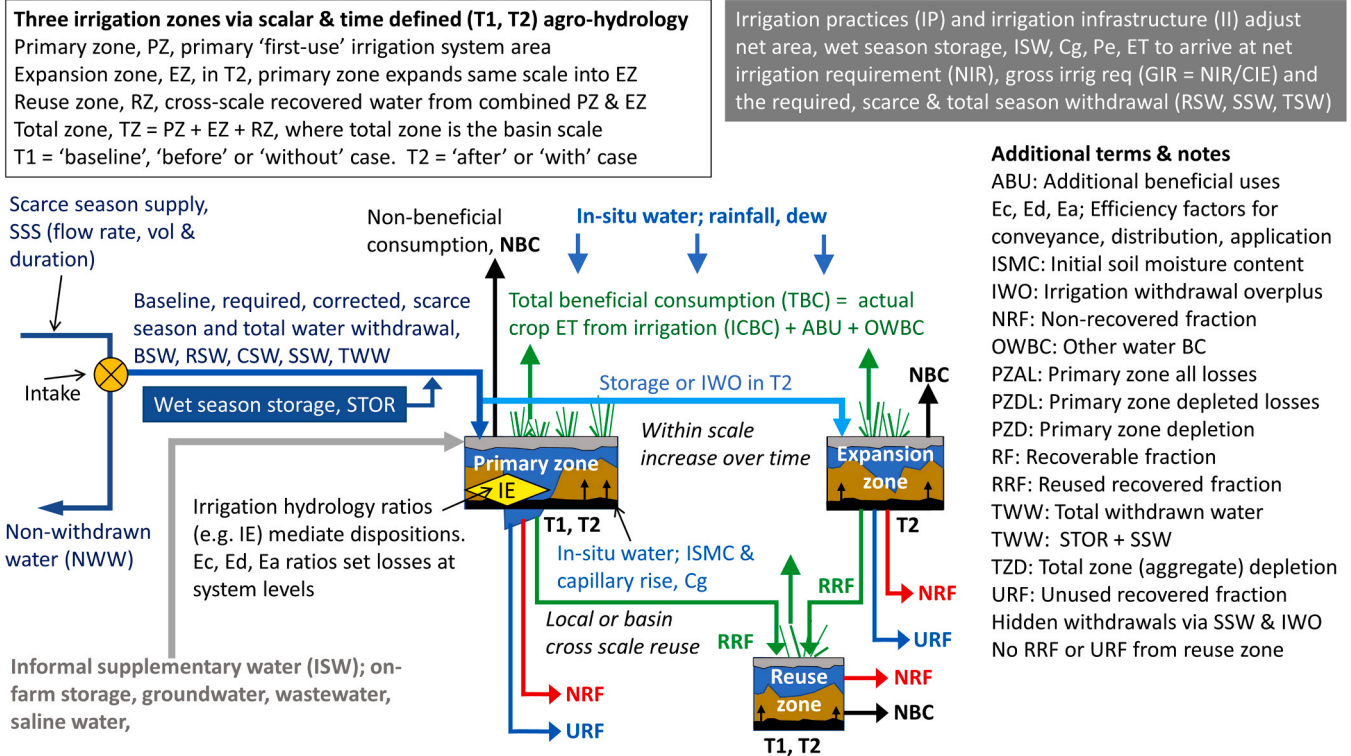 Three irrigation zones via scalar & time defined (T1, T2) agro-hydrology
Primary zone, PZ, primary ‘first-use’ irrigation system area
Expansion zone, EZ, in T2, primary zone expands same scale into EZ
Reuse zone, RZ, cross-scale recovered water from combined PZ & EZ
Total zone, TZ = PZ + EZ + RZ, where total zone is the basin scale
T1 = ‘baseline’, ‘before’ or ‘without’ case.  T2 = ‘after’ or ‘with’ case
Irrigation practices (IP) and irrigation infrastructure (II) adjust
net area, wet season storage, ISW, Cg, Pe, ET to arrive at net
irrigation requirement (NIR), gross irrig req (GIR = NIR/CIE) and
the required, scarce & total season withdrawal (RSW, SSW, TSW)
Scarce season supply,
SSS (flow rate, vol &
duration)
Non-beneficial
consumption, NBC
In-situ water; rainfall, dew
Baseline, required, corrected, scarce
season and total water withdrawal,
BSW, RSW, CSW, SSW, TWW
Total beneficial consumption (TBC) =  actual
crop ET from irrigation (ICBC) + ABU + OWBC
Intake
Wet season storage, STOR
Storage or IWO in T2
NBC
Within scale
increase over time
Primary zone
IE
T1, T2
Expansion
zone
T2
Non-withdrawn
water (NWW)
Irrigation hydrology ratios
(e.g. IE) mediate dispositions.
Ec, Ed, Ea ratios set losses at
system levels
In-situ water; ISMC &
capillary rise, Cg
RRF
NRF
Local or basin
cross scale reuse
RRF
URF
Informal supplementary water (ISW); on-
farm storage, groundwater, wastewater,
saline water,
NRF
URF
Reuse
zone
NRF
NBC
T1, T2
Additional terms & notes
ABU: Additional beneficial uses
Ec, Ed, Ea; Efficiency factors for
conveyance, distribution, application
ISMC: Initial soil moisture content
IWO: Irrigation withdrawal overplus
NRF: Non-recovered fraction
OWBC: Other water BC
PZAL: Primary zone all losses
PZDL: Primary zone depleted losses
PZD: Primary zone depletion
RF: Recoverable fraction
RRF: Reused recovered fraction
TWW: Total withdrawn water
TWW:  STOR + SSW
TZD: Total zone (aggregate) depletion
URF: Unused recovered fraction
Hidden withdrawals via SSW & IWO
No RRF or URF from reuse zone